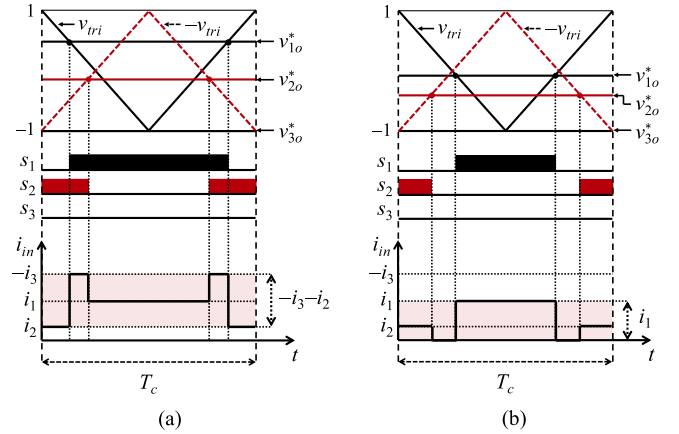 1
v_tri
−v_tri
v*_1o
v*_2o
−1
v*_3o
s_1
s_2
s_3
i_in
−i_3
i_1
−i_3−i_2
i_2
t
T_c
(a)
1
v_tri
−v_tri
v*_1o
v*_2o
−1
v*_3o
s_1
s_2
s_3
i_in
−i_3
i_1
i_1
i_2
t
T_c
(b)